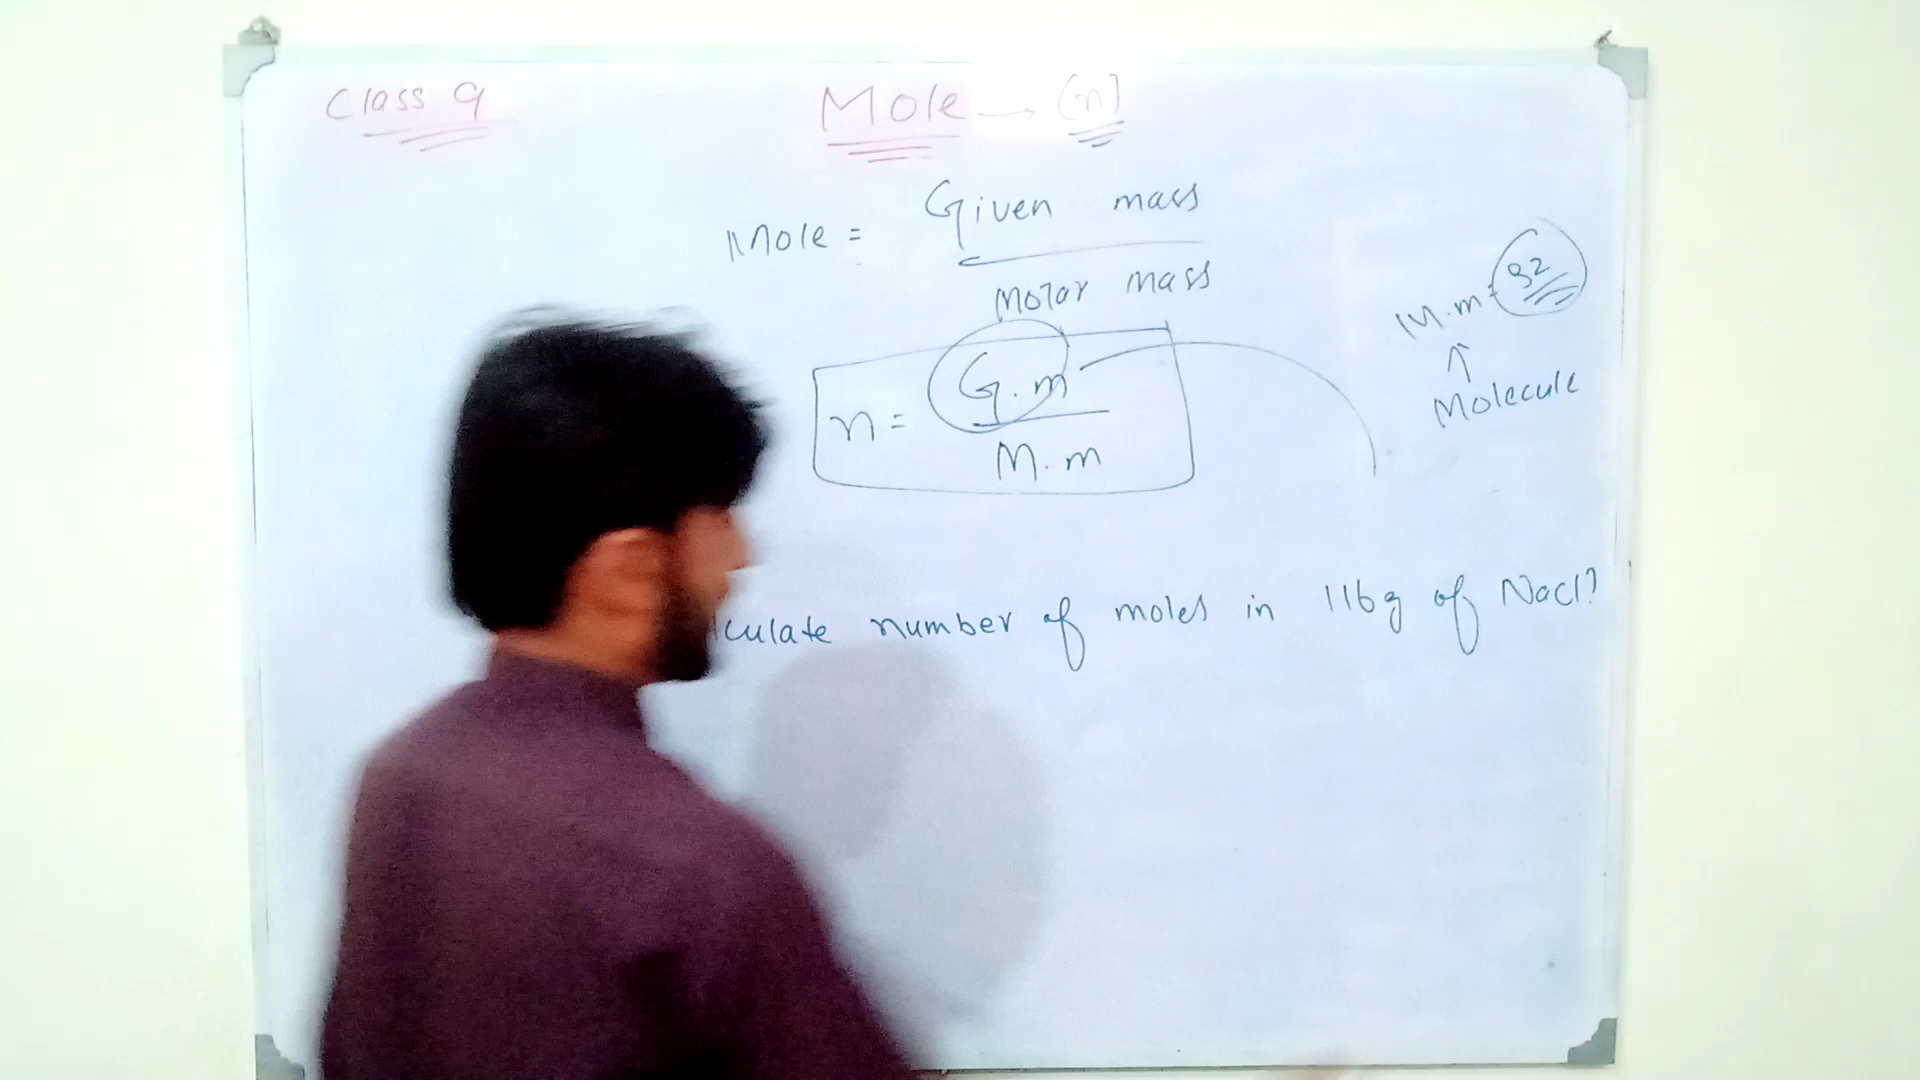 Class 9
Mole → (n)
Mole = Given mass
Molar mass
n = G.m
M.m
M.m = 32
Molecule
lculate number of moles in 116g of Nacl?